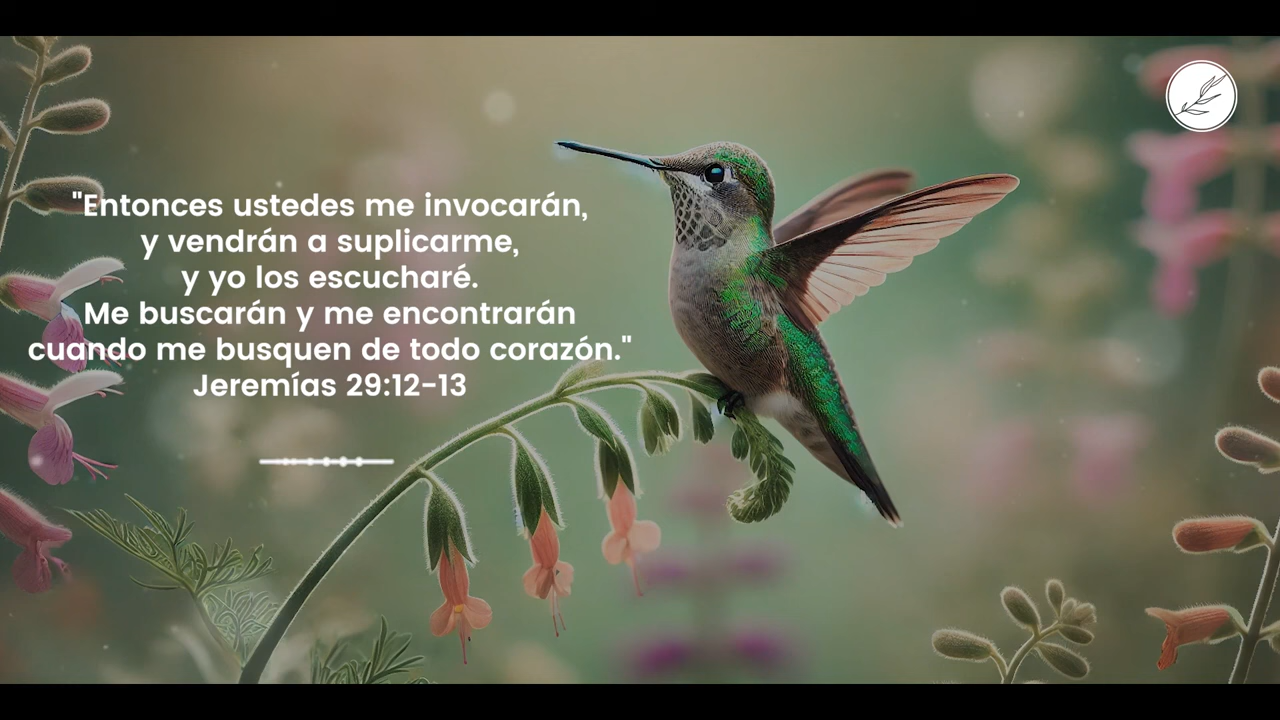 "Entonces ustedes me invocarán,
y vendrán a suplicarme,
y yo los escucharé.
Me buscarán y me encontrarán
cuando me busquen de todo corazón."
Jeremías 29:12-13